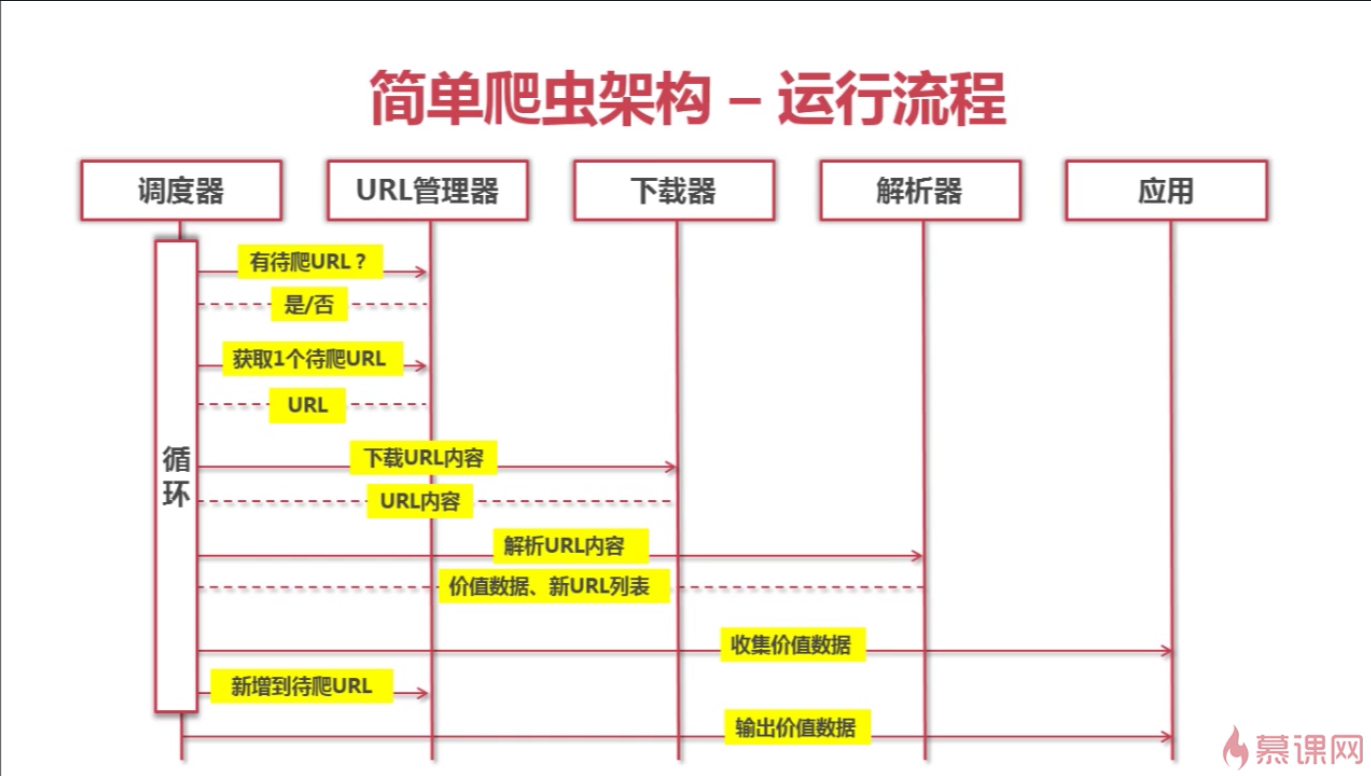 简单爬虫架构 – 运行流程
调度器
URL管理器
下载器
解析器
应用
有待爬URL？
是/否
获取1个待爬URL
URL
循
环
下载URL内容
URL内容
解析URL内容
价值数据、新URL列表
收集价值数据
新增到待爬URL
输出价值数据
慕课网